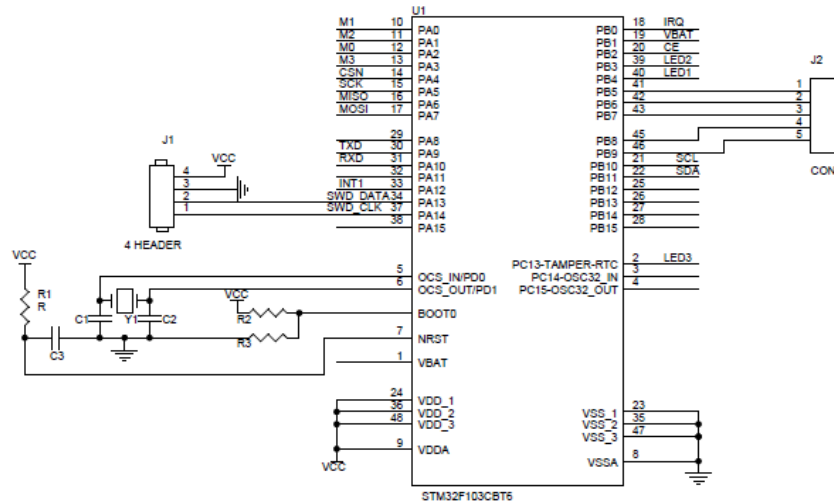 U1
M1 10 PA0 PB0 18 IRQ
M2 11 PA1 PB1 19 VBAT
M0 12 PA2 PB2 20 CE
M3 13 PA3 PB3 39 LED2
CSN 14 PA4 PB4 40 LED1
SCK 15 PA5 PB5 41
MISO 16 PA6 PB6 42
MOSI 17 PA7 PB7 43
J2
1
2
3
4
5
CON
29 PA8 PB8 45
TXD 30 PA9 PB9 46
RXD 31 PA10 PB10 21 SCL
32 PA11 PB11 22 SDA
INT1 33 PA12 PB12 25
SWD_DATA 34 PA13 PB13 26
SWD_CLK 37 PA14 PB14 27
38 PA15 PB15 28
J1
VCC
4
3
2
1
4 HEADER
PC13-TAMPER-RTC 2 LED3
5 OCS_IN/PD0 PC14-OSC32_IN 3
6 OCS_OUT/PD1 PC15-OSC32_OUT 4
VCC
R1
R
C1
Y1
C2
VCC
R2
BOOT0
R3
C3
7 NRST
1 VBAT
24 VDD_1 VSS_1 23
36 VDD_2 VSS_2 35
48 VDD_3 VSS_3 47
9 VDDA VSSA 8
VCC
STM32F103CBT6